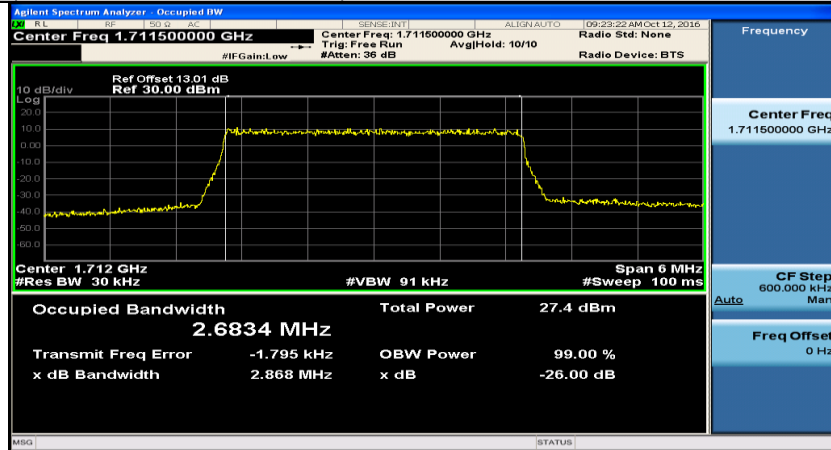 Agilent Spectrum Analyzer - Occupied BW
LXI RL RF 50 Ω AC SENSE:INT ALIGN AUTO 09:23:22 AM Oct 12, 2016
Center Freq 1.711500000 GHz Center Freq: 1.711500000 GHz Radio Std: None
Trig: Free Run Avg|Hold: 10/10
#IFGain:Low #Atten: 36 dB Radio Device: BTS
Frequency
Ref Offset 13.01 dB
10 dB/div Ref 30.00 dBm
Log
20.0
10.0
0.00
-10.0
-20.0
-30.0
-40.0
-50.0
-60.0
Center 1.712 GHz Span 6 MHz
#Res BW 30 kHz #VBW 91 kHz #Sweep 100 ms
Occupied Bandwidth Total Power 27.4 dBm
2.6834 MHz
Transmit Freq Error -1.795 kHz OBW Power 99.00 %
x dB Bandwidth 2.868 MHz x dB -26.00 dB
Center Freq
1.711500000 GHz
CF Step
600.000 kHz
Auto Man
Freq Offset
0 Hz
MSG STATUS